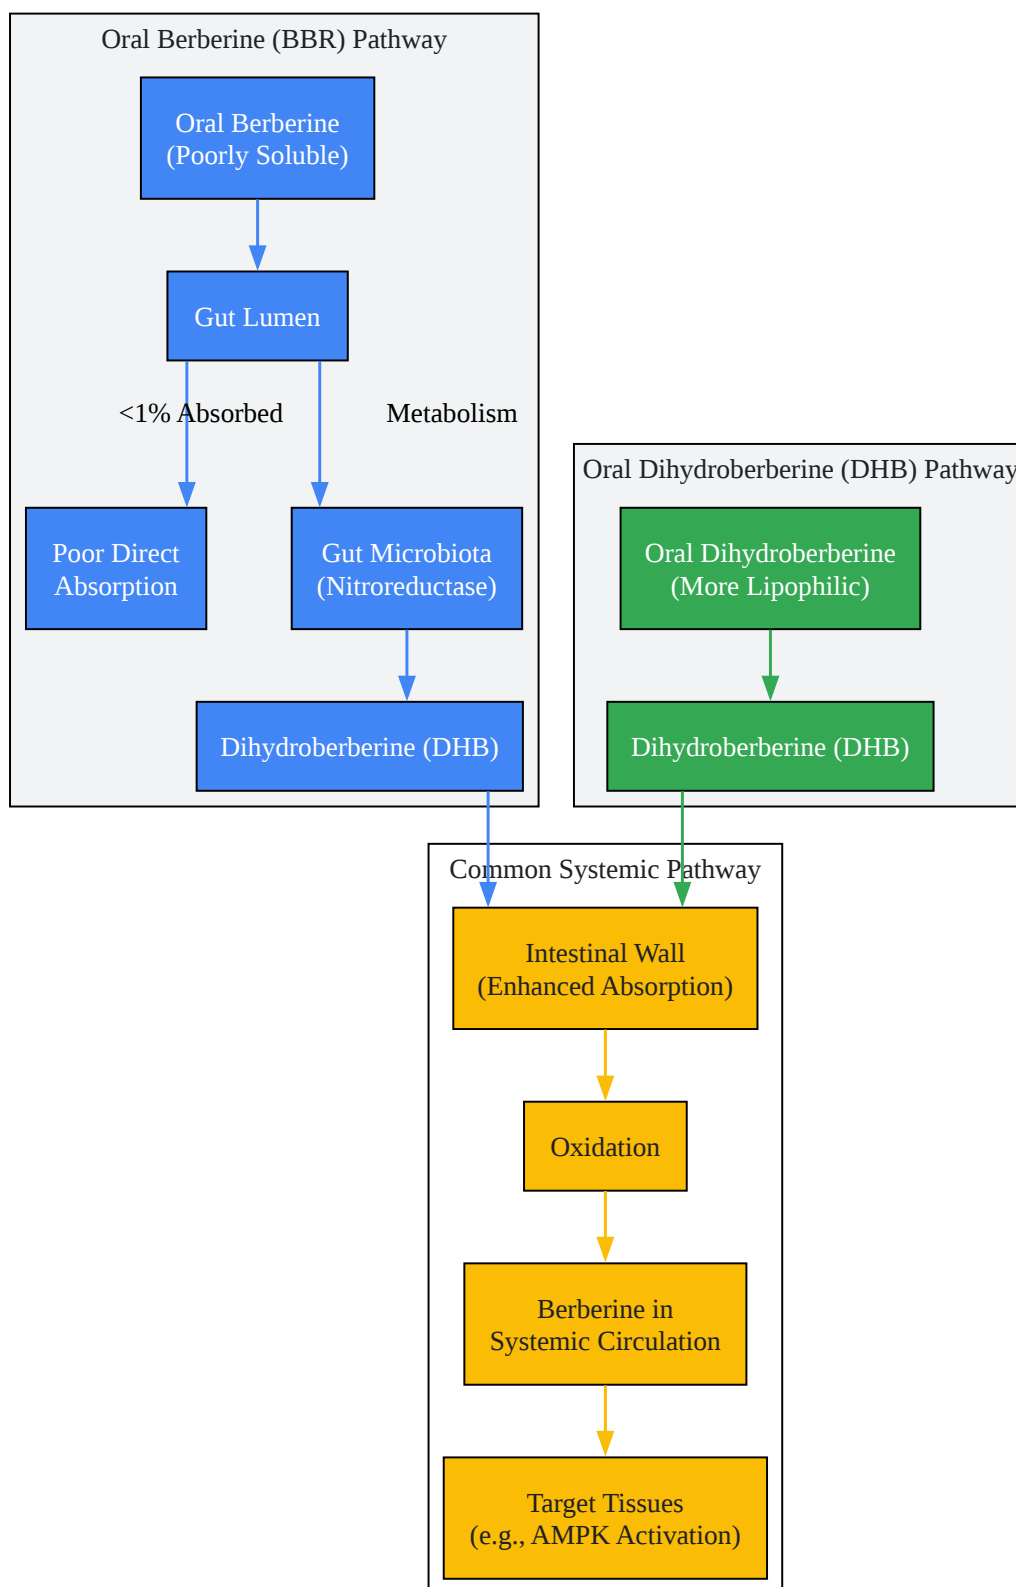 Oral Berberine (BBR) Pathway
Oral Berberine
(Poorly Soluble)
Gut Lumen
<1% Absorbed
Metabolism
Poor Direct
Absorption
Gut Microbiota
(Nitroreductase)
Dihydroberberine (DHB)
Oral Dihydroberberine (DHB) Pathway
Oral Dihydroberberine
(More Lipophilic)
Dihydroberberine (DHB)
Common Systemic Pathway
Intestinal Wall
(Enhanced Absorption)
Oxidation
Berberine in
Systemic Circulation
Target Tissues
(e.g., AMPK Activation)